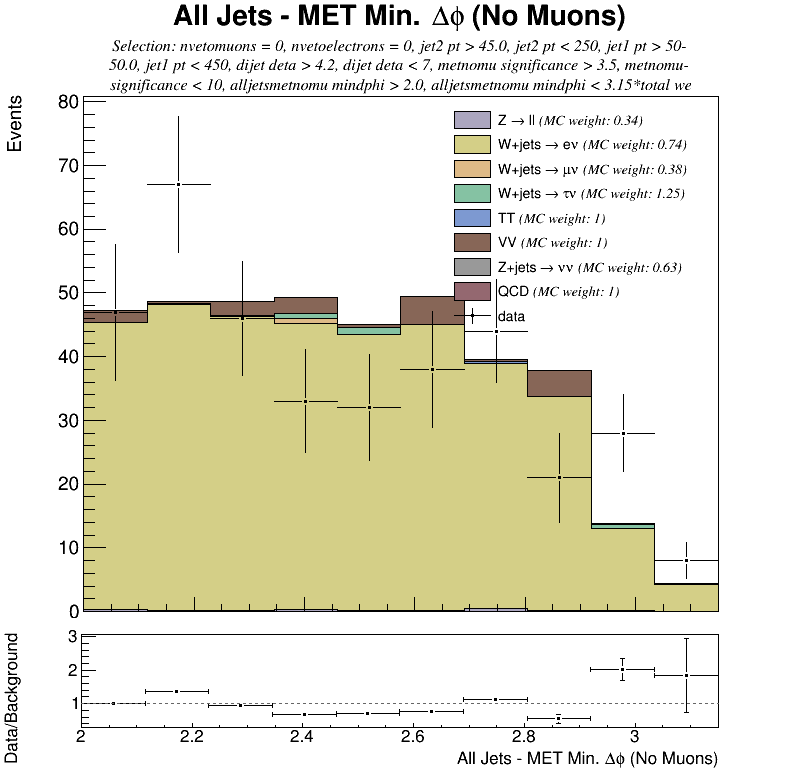 All Jets - MET Min. Δϕ (No Muons)
Selection: nvetomuons = 0, nvetoelectrons = 0, jet2 pt > 45.0, jet2 pt < 250, jet1 pt > 50-
50.0, jet1 pt < 450, dijet deta > 4.2, dijet deta < 7, metnomu significance > 3.5, metnomu-
significance < 10, alljetsmetnomu mindphi > 2.0, alljetsmetnomu mindphi < 3.15*total we
Events
80
70
60
50
40
30
20
10
0
Z → ll (MC weight: 0.34)
W+jets → eν (MC weight: 0.74)
W+jets → μν (MC weight: 0.38)
W+jets → τν (MC weight: 1.25)
TT (MC weight: 1)
VV (MC weight: 1)
Z+jets → νν (MC weight: 0.63)
QCD (MC weight: 1)
data
Data/Background
3
2
1
2 2.2 2.4 2.6 2.8 3
All Jets - MET Min. Δϕ (No Muons)